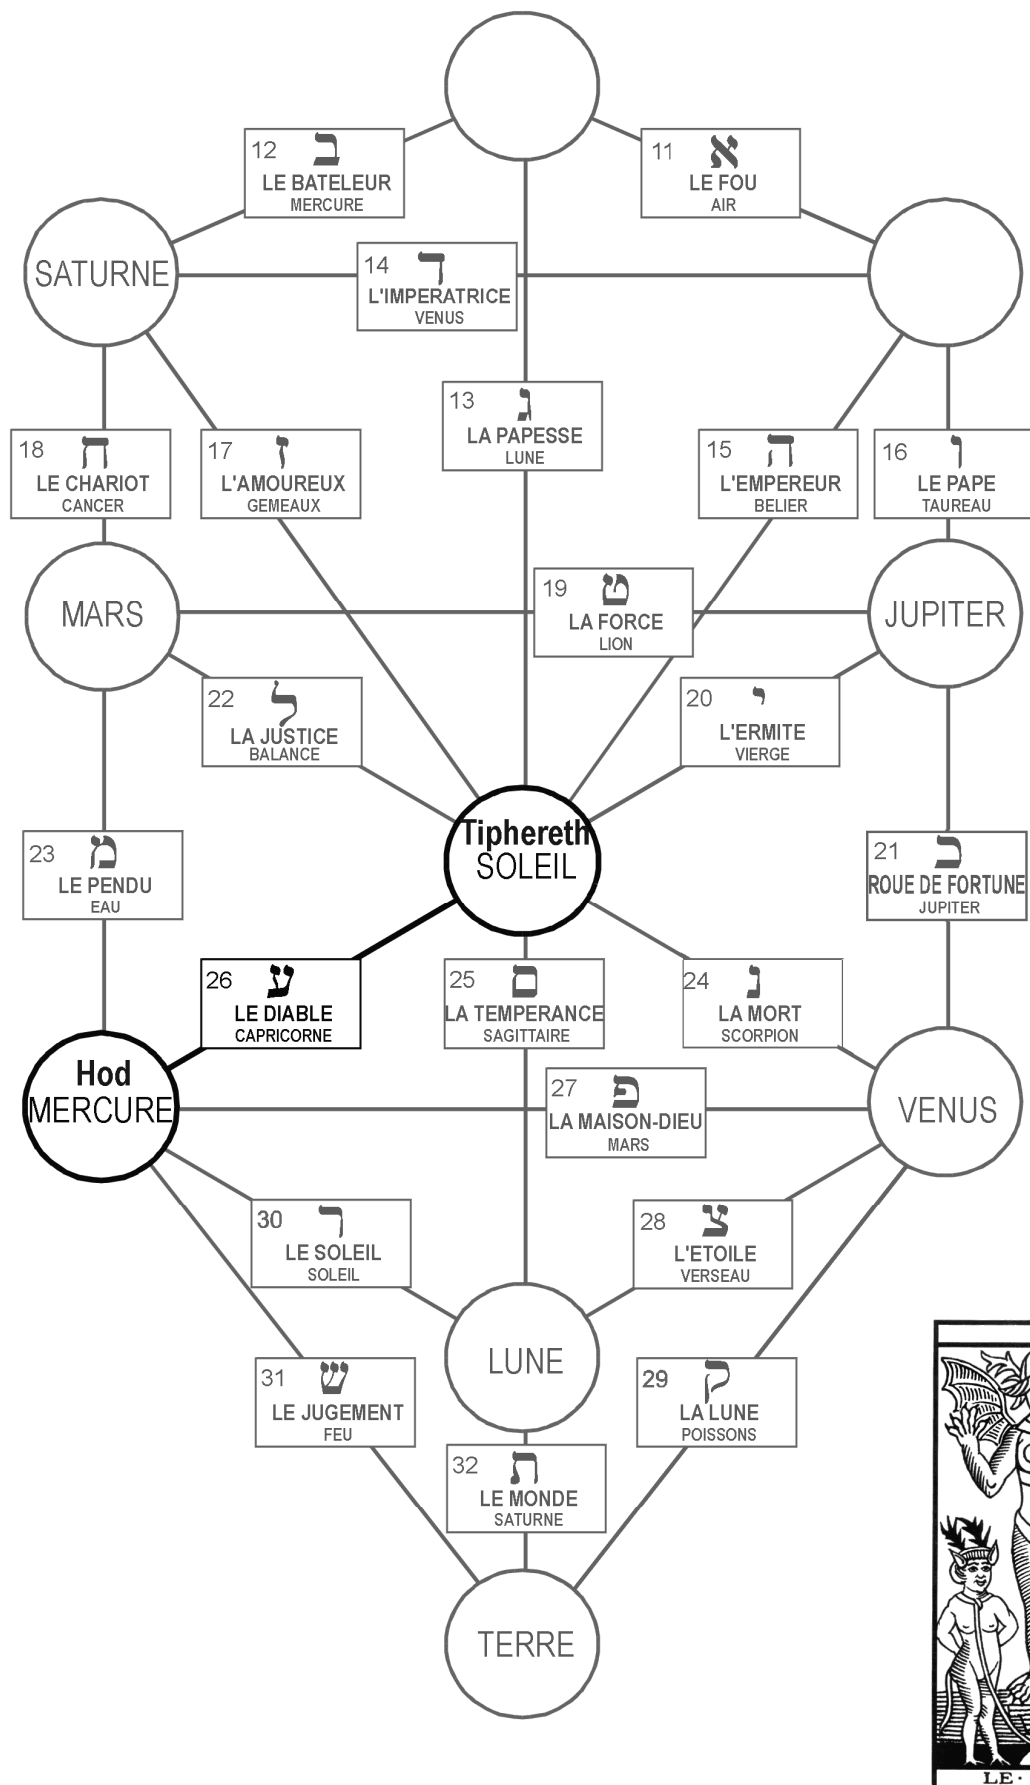 12 ב
LE BATELEUR
MERCURE
11 א
LE FOU
AIR
SATURNE
14 ד
L'IMPERATRICE
VENUS
13 ג
LA PAPESSE
LUNE
18 ח
LE CHARIOT
CANCER
17 ז
L'AMOUREUX
GEMEAUX
15 ה
L'EMPEREUR
BELIER
16 ו
LE PAPE
TAUREAU
MARS
19 ט
LA FORCE
LION
JUPITER
22 ל
LA JUSTICE
BALANCE
20 י
L'ERMITE
VIERGE
Tiphereth
SOLEIL
23 מ
LE PENDU
EAU
21 כ
ROUE DE FORTUNE
JUPITER
26 ע
LE DIABLE
CAPRICORNE
25 ם
LA TEMPERANCE
SAGITTAIRE
24 נ
LA MORT
SCORPION
Hod
MERCURE
27 פ
LA MAISON-DIEU
MARS
VENUS
30 ר
LE SOLEIL
SOLEIL
28 צ
L'ETOILE
VERSEAU
LUNE
31 ש
LE JUGEMENT
FEU
29 ק
LA LUNE
POISSONS
32 ת
LE MONDE
SATURNE
TERRE
LE·